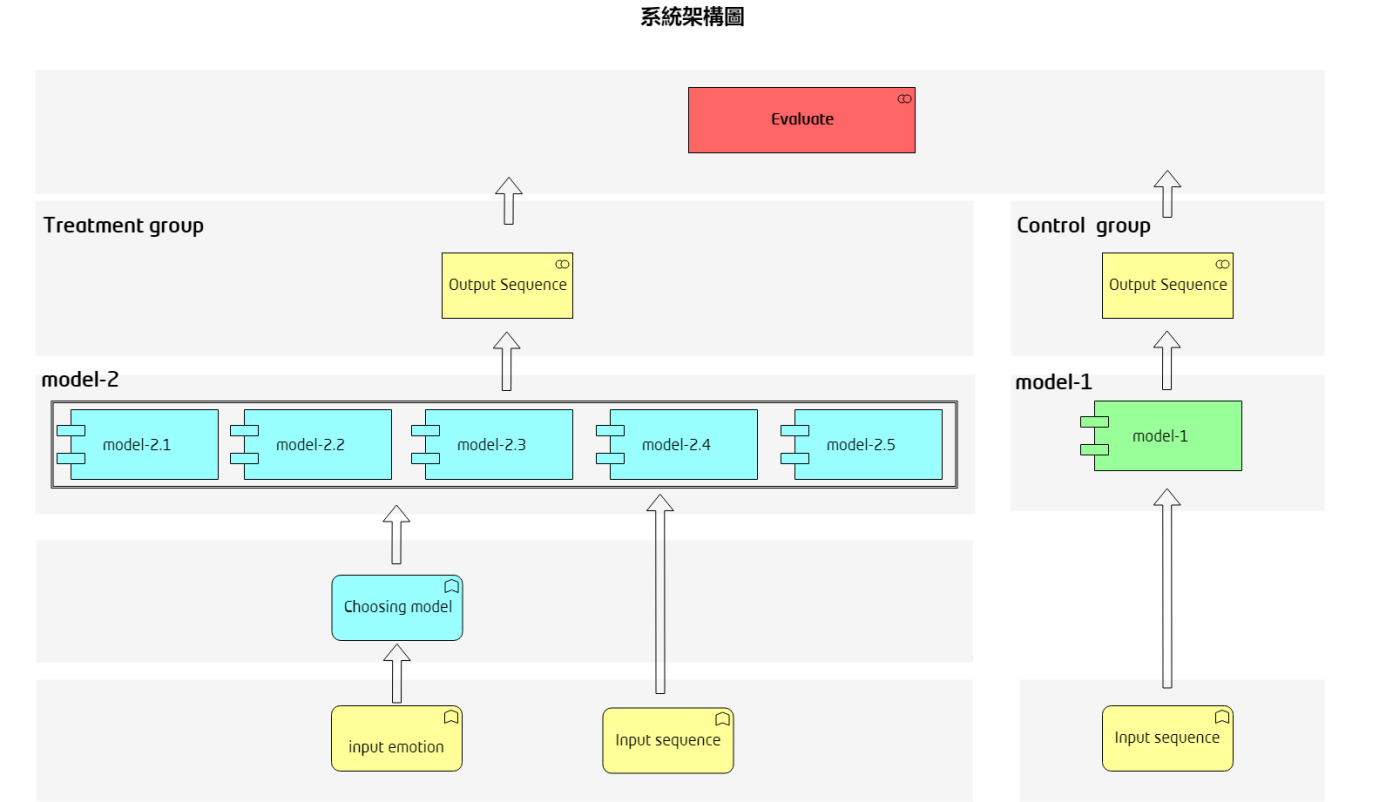 系統架構圖
Evaluate
Treatment group
Control group
Output Sequence
Output Sequence
model-2
model-1
model-2.1
model-2.2
model-2.3
model-2.4
model-2.5
model-1
Choosing model
input emotion
Input sequence
Input sequence